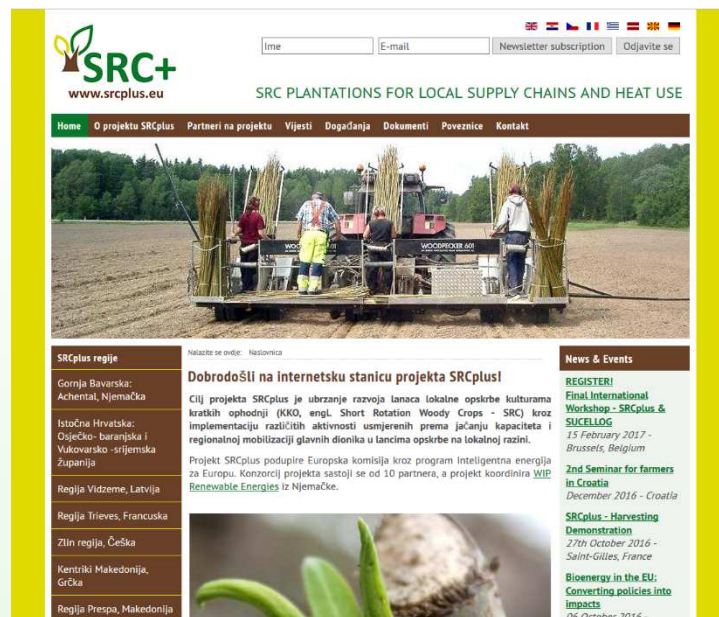 SRC+
www.srcplus.eu
Ime
E-mail
Newsletter subscription
Odjavite se
SRC PLANTATIONS FOR LOCAL SUPPLY CHAINS AND HEAT USE
Home O projektu SRCplus Partneri na projektu Vijesti Događanja Dokumenti Poveznice Kontakt
WOODPECKER 601
SRCplus regije
Gornja Bavarska:
Achental, Njemačka
Istočna Hrvatska:
Osječko- baranjska i
Vukovarsko -srijemska
županija
Regija Vidzeme, Latvija
Regija Trieves, Francuska
Zlin regija, Češka
Kentriki Makedonija,
Grčka
Regija Prespa, Makedonija
Nalazite se ovdje: Naslovnica
Dobrodošli na internetsku stanicu projekta SRCplus!
Cilj projekta SRCplus je ubrzanje razvoja lanaca lokalne opskrbe kulturama
kratkih ophodnji (KKO, engl. Short Rotation Woody Crops - SRC) kroz
implementaciju različitih aktivnosti usmjerenih prema jačanju kapaciteta i
regionalnoj mobilizaciji glavnih dionika u lancima opskrbe na lokalnoj razini.
Projekt SRCplus podupire Europska komisija kroz program Inteligentna energija
za Europu. Konzorcij projekta sastoji se od 10 partnera, a projekt koordinira WIP
Renewable Energies iz Njemačke.
News & Events
REGISTER!
Final International
Workshop - SRCplus &
SUCELLOG
15 February 2017 -
Brussels, Belgium
2nd Seminar for farmers
in Croatia
December 2016 - Croatia
SRCplus - Harvesting
Demonstration
27th October 2016 -
Saint-Gilles, France
Bioenergy in the EU:
Converting policies into
impacts
06 October 2016 -